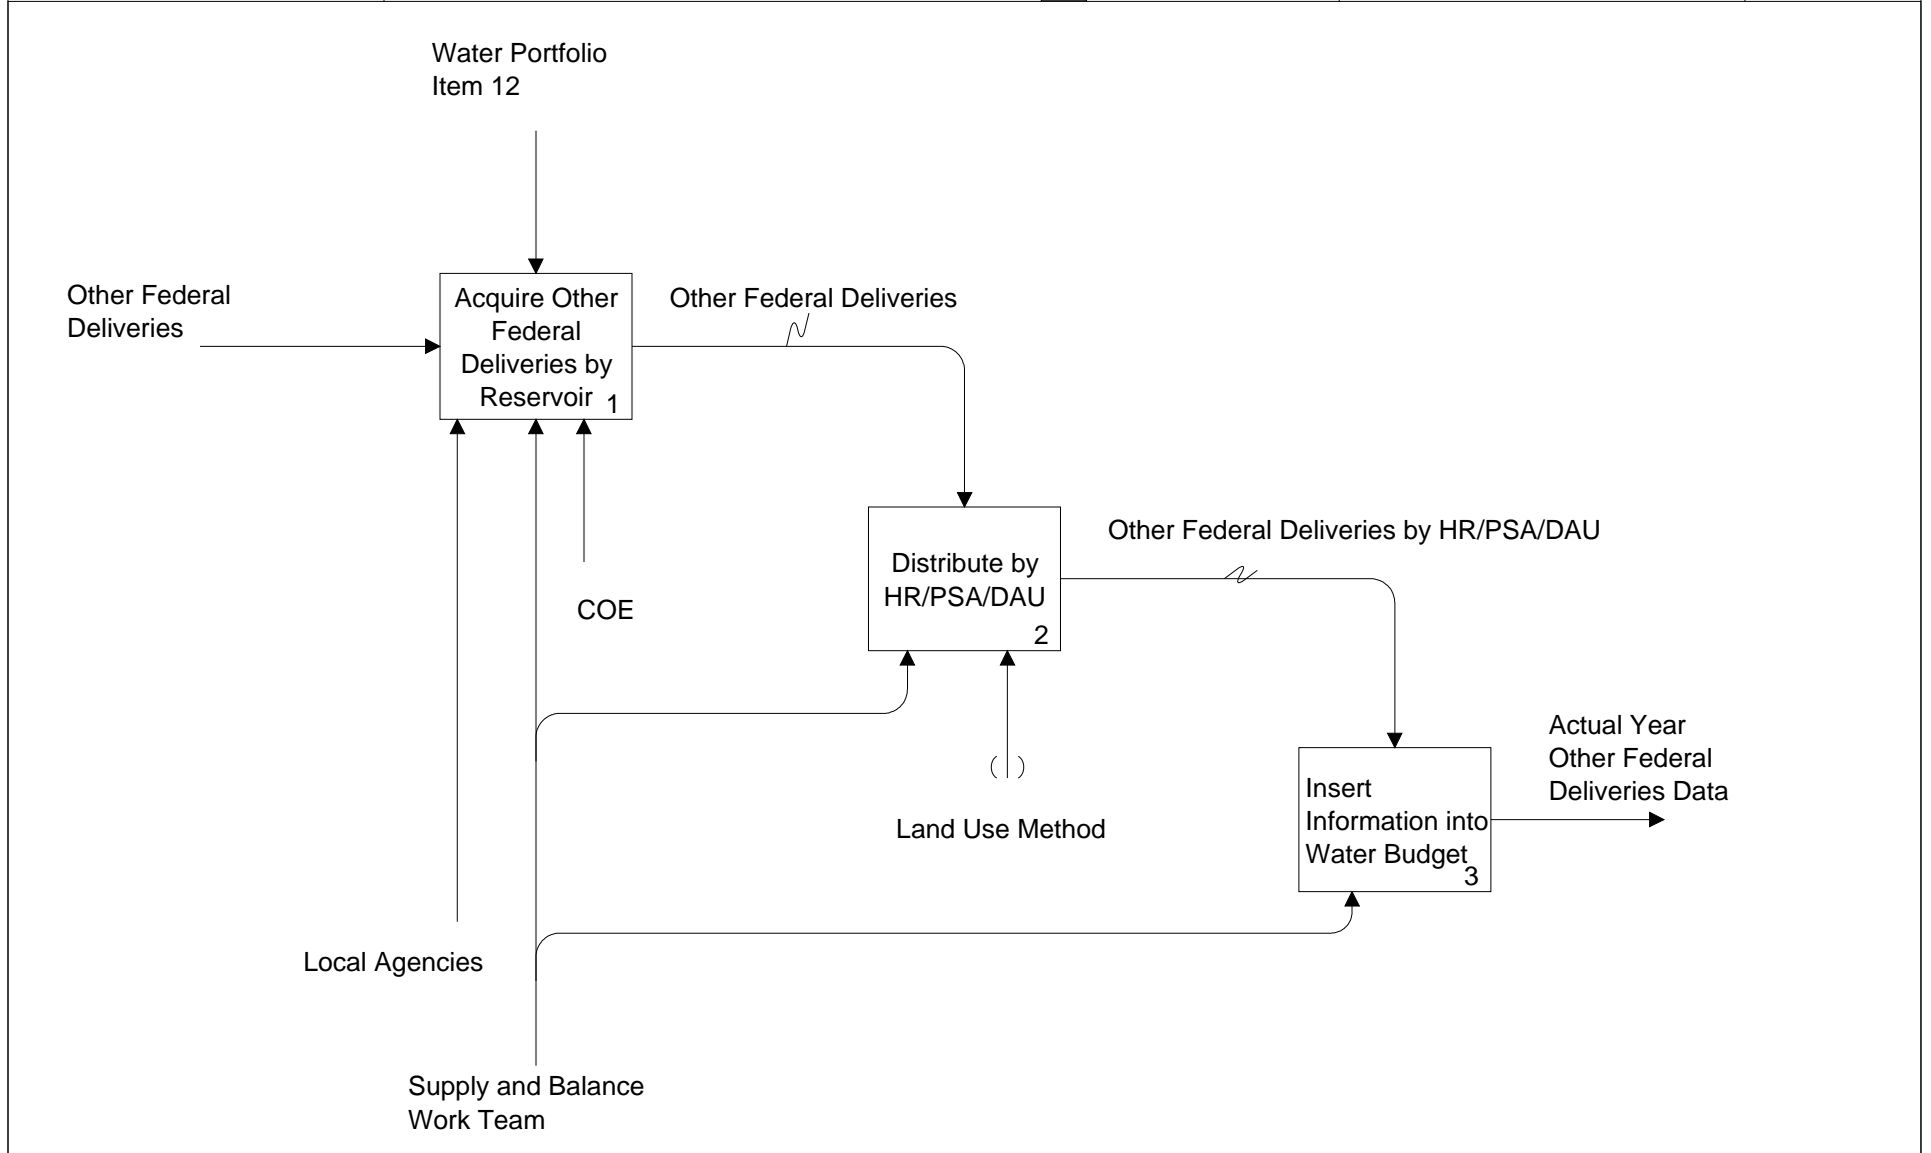 Water Portfolio
Item 12
Other Federal
Deliveries
Acquire Other
Federal
Deliveries by
Reservoir
1
Other Federal Deliveries
COE
Distribute by
HR/PSA/DAU
2
Other Federal Deliveries by HR/PSA/DAU
Land Use Method
Insert
Information into
Water Budget
3
Actual Year
Other Federal
Deliveries Data
Local Agencies
Supply and Balance
Work Team